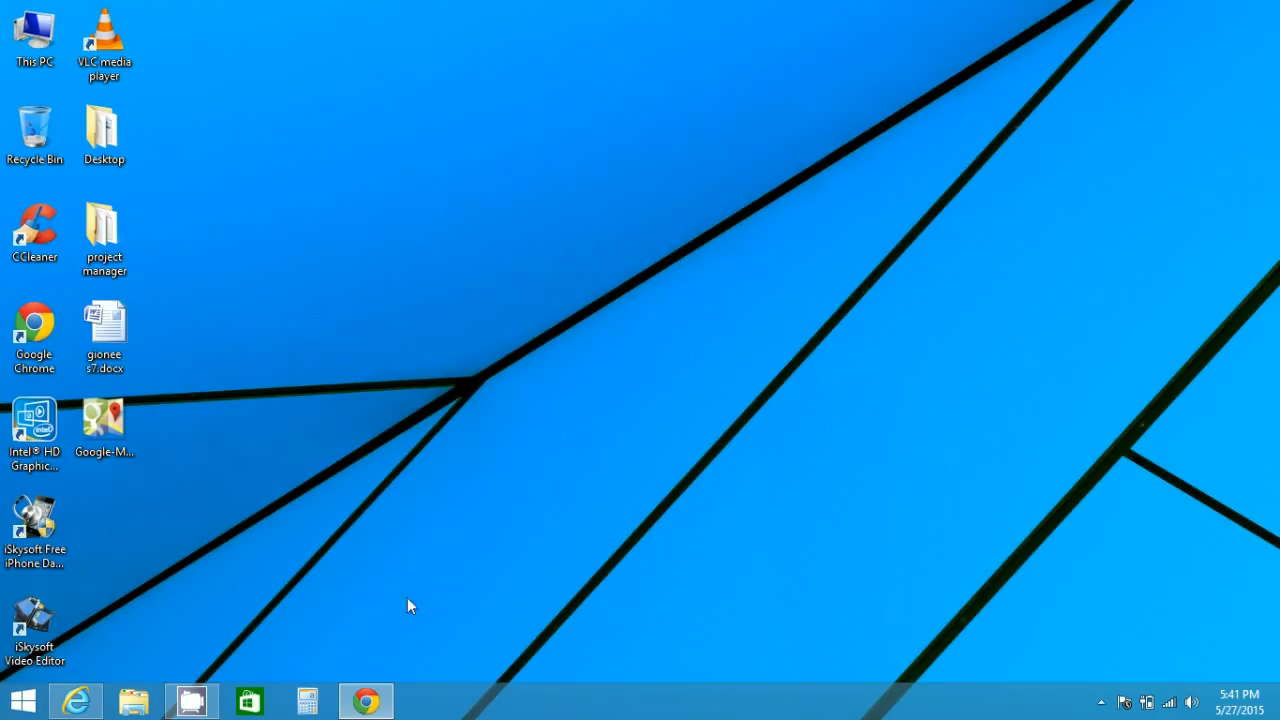 This PC
VLC media
player
Recycle Bin
Desktop
CCleaner
project
manager
Google
Chrome
gionee
s7.docx
Intel® HD
Graphic...
Google-M...
iSkysoft Free
iPhone Da...
iSkysoft
Video Editor
5:41 PM
5/27/2015